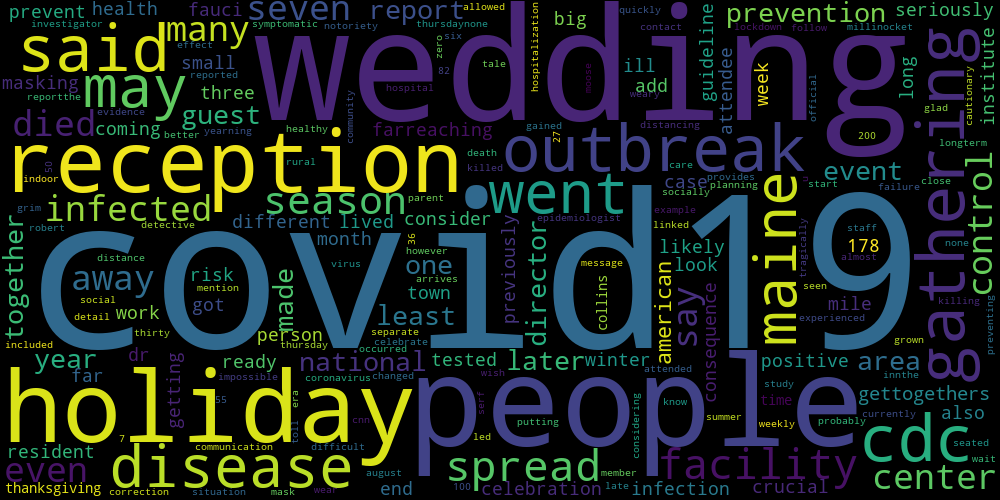 prevent health fauci seven report allowed quickly big prevention seriously
investigator symptomatic notoriety thursdaynone contact lockdown follow millinocket
said many wedding
effect small zero six tale hospitalization guideline ill add
masking reported may 82 hospital moose weary week long institute
reportthe three guest attendee official cautionary
evidence community gained distancing glad
died coming better yearning healthy farreaching 27 outbreak 200 longterm
reception rural death killed case care provides planning start failure close
50 indoor parent went socially event gathering control
infected season linked example none
grim different lived consider epidemiologist maine
robert detective month 36 however previously likely staff
together distance virus one arrives director message look 178 almost
away risk mention town collins american say seen tragically killing
social got made least mile preventing
detail work covid19 experienced
included thirty person separate celebrate consequence grown
year dr ready thursday occurred national tested later winter positive area
far getting impossible coronavirus changed wish attended study innthe
holiday people gettogethers
55 era cnn serf considering know time currently also
7 toll putting summer weekly probably
resident communication difficult led crucial cdc seated
even disease spread member facility wait
thanksgiving correction situation mask wear august end 100 celebration late infection center